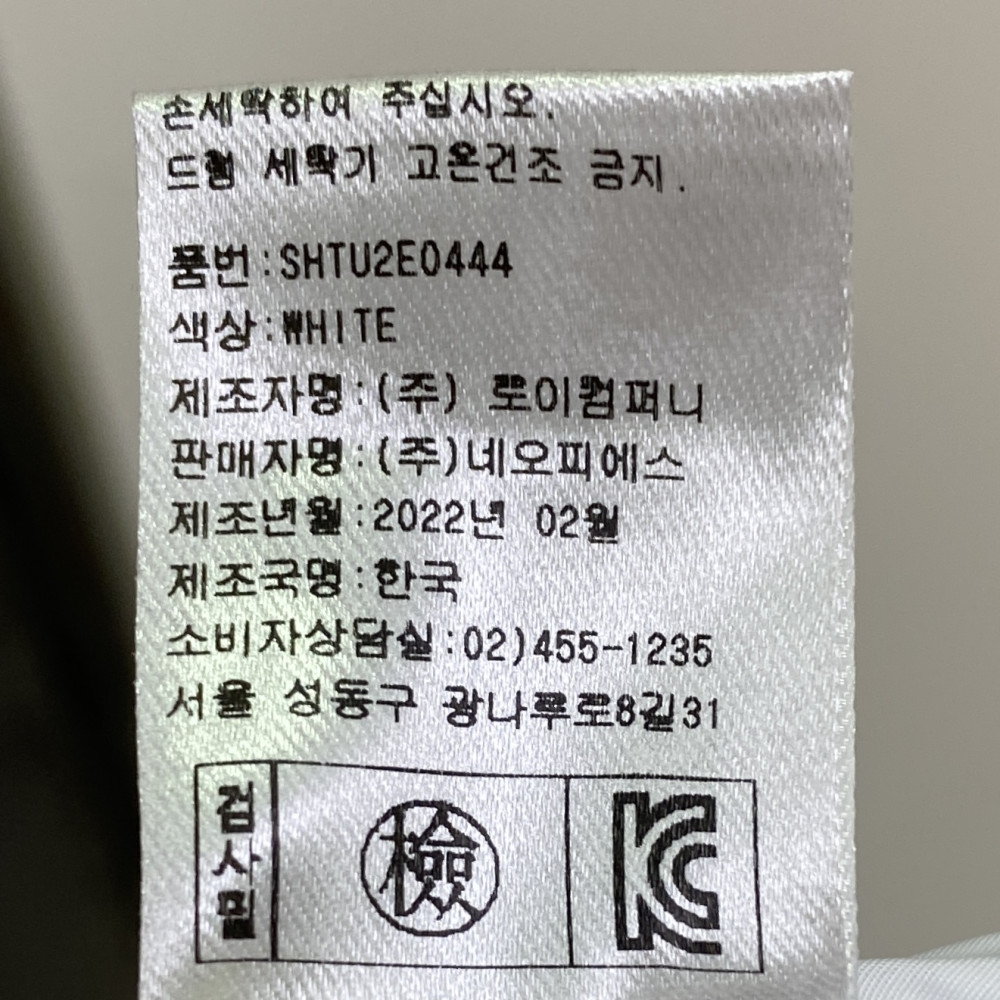 손세탁하여 주십시오.
드럼 세탁기 고온건조 금지.
품번:SHTU2E0444
색상:WHITE
제조자명:(주) 로이컴퍼니
판매자명:(주)네오피에스
제조년월:2022년 02월
제조국명:한국
소비자상담실:02)455-1235
서울 성동구 광나루로8길31
검사필
檢
KC